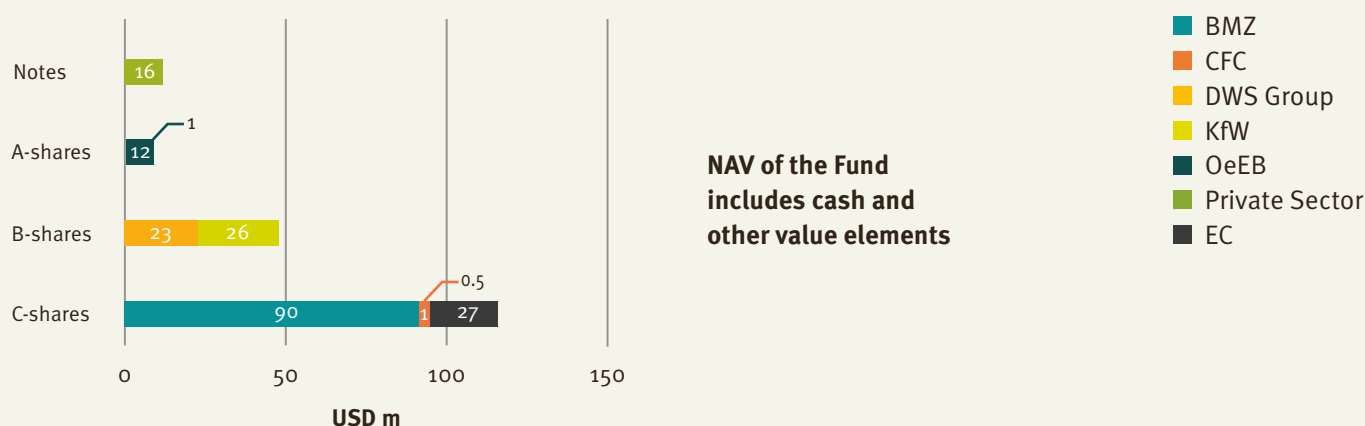 Notes
16
A-shares
12
1
B-shares
23 26
C-shares
90 1 27
0.5
0 50 100 150
USD m
NAV of the Fund
includes cash and
other value elements
BMZ
CFC
DWS Group
KfW
OeEB
Private Sector
EC